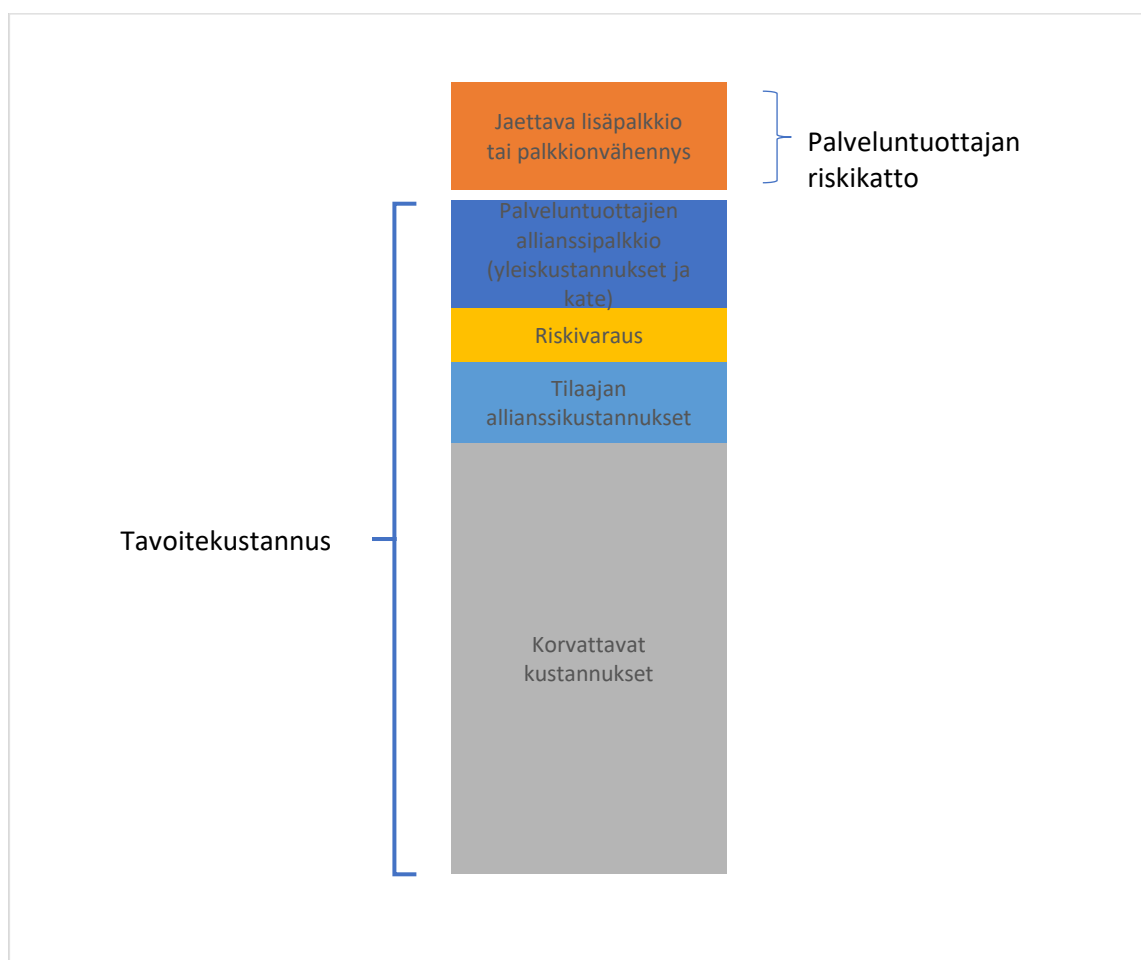 Jaettava lisäpalkkio
tai palkkionvähennys
Palveluntuottajan
riskikatto
Palveluntuottajien
allianssipalkkio
(yleiskustannukset ja
kate)
Riskivaraus
Tilaajan
allianssikustannukset
Tavoitekustannus
Korvattavat
kustannukset